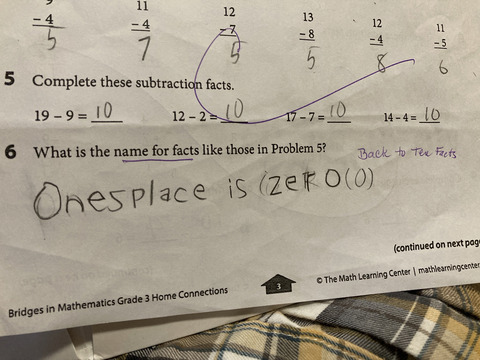 11 12 13 12 11
- 4 - 4 - 7 - 8 - 4 - 5
5 7 5 5 8 6
5 Complete these subtraction facts.
19 – 9 = 10 12 – 2 = 10 17 – 7 = 10 14 – 4 = 10
6 What is the name for facts like those in Problem 5?
Back to Ten Facts
Onesplace is (zero(0)
(continued on next pag
3
© The Math Learning Center | mathlearningcenter
Bridges in Mathematics Grade 3 Home Connections